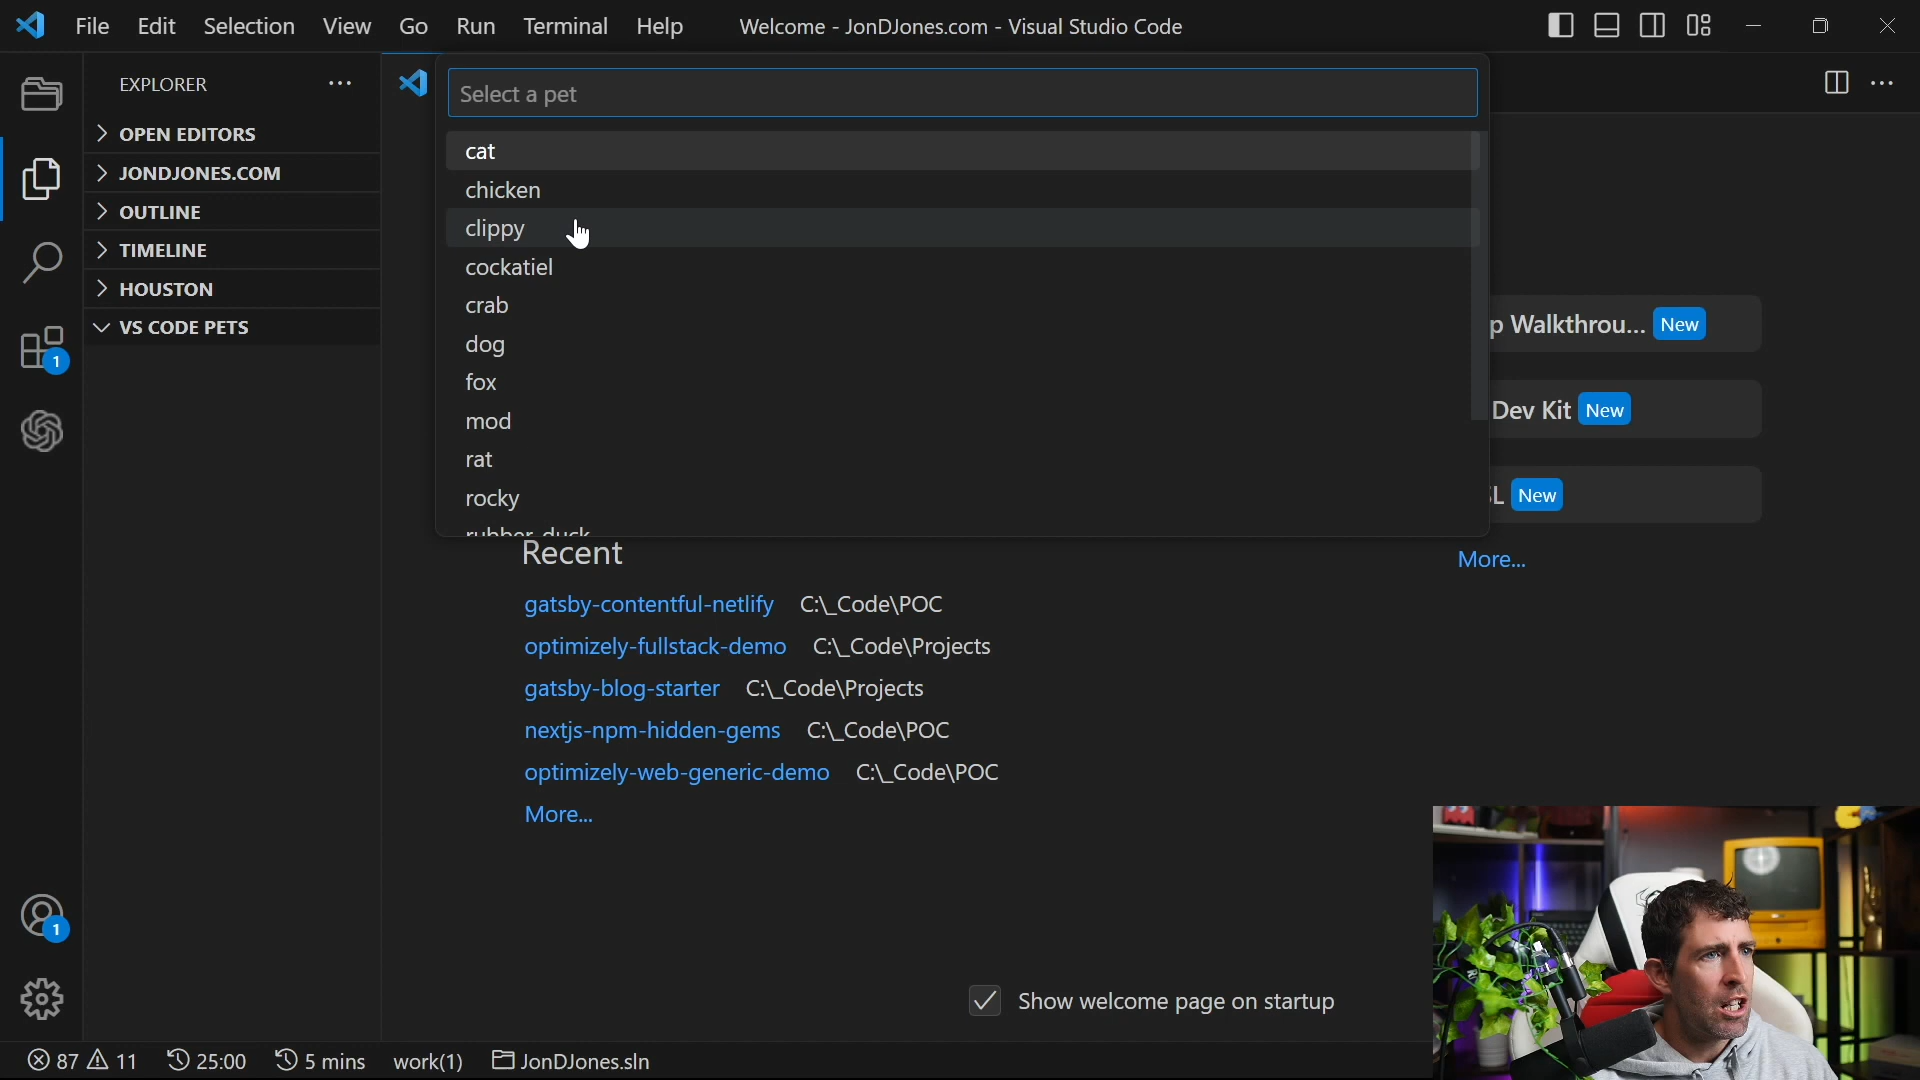 File Edit Selection View Go Run Terminal Help Welcome - JonDJones.com - Visual Studio Code
EXPLORER
OPEN EDITORS
JONDJONES.COM
OUTLINE
TIMELINE
HOUSTON
VS CODE PETS
1
1
Select a pet
cat
chicken
clippy
cockatiel
crab
dog
fox
mod
rat
rocky
rubber-duck
p Walkthrou... New
Dev Kit New
New
More...
Recent
gatsby-contentful-netlify C:\_Code\POC
optimizely-fullstack-demo C:\_Code\Projects
gatsby-blog-starter C:\_Code\Projects
nextjs-npm-hidden-gems C:\_Code\POC
optimizely-web-generic-demo C:\_Code\POC
More...
Show welcome page on startup
87 11 25:00 5 mins work(1) JonDJones.sln